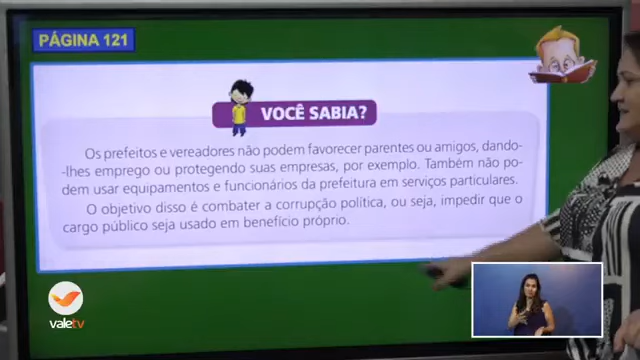 PÁGINA 121
VOCÊ SABIA?
Os prefeitos e vereadores não podem favorecer parentes ou amigos, dando-
-lhes emprego ou protegendo suas empresas, por exemplo. Também não po-
dem usar equipamentos e funcionários da prefeitura em serviços particulares.
O objetivo disso é combater a corrupção política, ou seja, impedir que o
cargo público seja usado em benefício próprio.
valetv